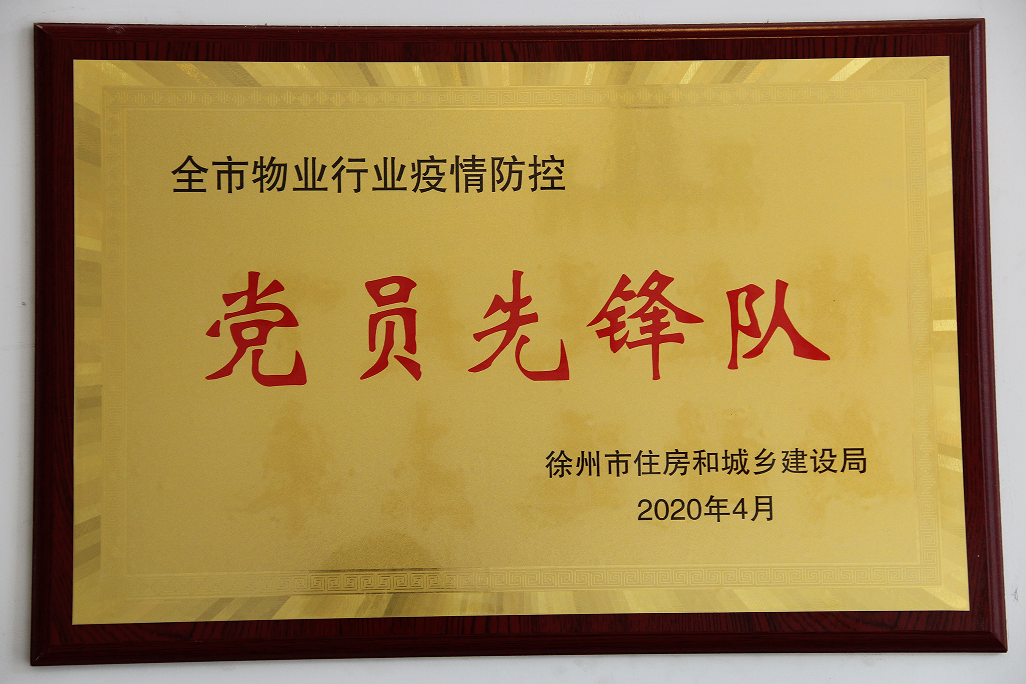 全市物业行业疫情防控
党员先锋队
徐州市住房和城乡建设局
2020年4月